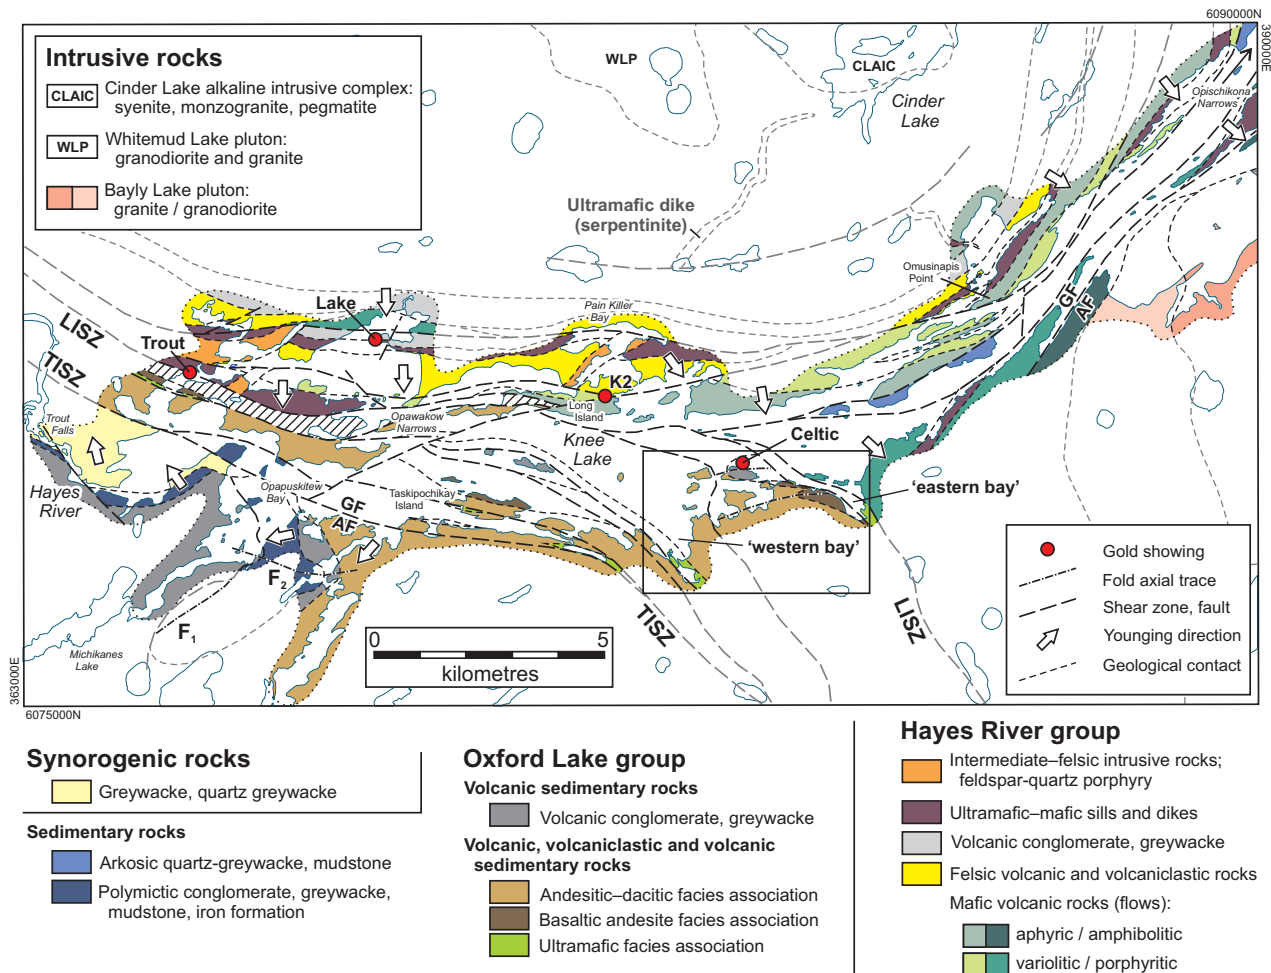 6090000N
390000E
Intrusive rocks
CLAIC
Cinder Lake alkaline intrusive complex:
syenite, monzogranite, pegmatite
WLP
Whitemud Lake pluton:
granodiorite and granite
Bayly Lake pluton:
granite / granodiorite
WLP
CLAIC
Cinder
Lake
Opischikona
Narrows
Ultramafic dike
(serpentinite)
Omusinapis
Point
GF
AF
LISZ
TISZ
Lake
Trout
Pain Killer
Bay
K2
Long
Island
Opawakow
Narrows
Knee
Lake
Celtic
Trout
Falls
Hayes
River
Opapuskitew
Bay
GF
AF
Taskipochikay
Island
'eastern bay'
'western bay'
F2
F1
TISZ
LISZ
Michikanes
Lake
0 5
kilometres
Gold showing
Fold axial trace
Shear zone, fault
Younging direction
Geological contact
363000E
6075000N
Synorogenic rocks
Greywacke, quartz greywacke
Sedimentary rocks
Arkosic quartz-greywacke, mudstone
Polymictic conglomerate, greywacke,
mudstone, iron formation
Oxford Lake group
Volcanic sedimentary rocks
Volcanic conglomerate, greywacke
Volcanic, volcaniclastic and volcanic
sedimentary rocks
Andesitic–dacitic facies association
Basaltic andesite facies association
Ultramafic facies association
Hayes River group
Intermediate–felsic intrusive rocks;
feldspar-quartz porphyry
Ultramafic–mafic sills and dikes
Volcanic conglomerate, greywacke
Felsic volcanic and volcaniclastic rocks
Mafic volcanic rocks (flows):
aphyric / amphibolitic
variolitic / porphyritic